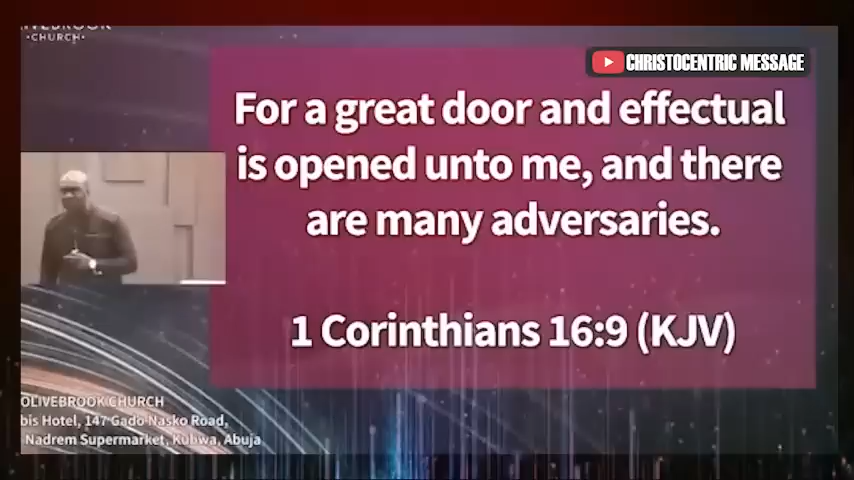 ·CHURCH·
CHRISTOCENTRIC MESSAGE
For a great door and effectual
is opened unto me, and there
are many adversaries.
1 Corinthians 16:9 (KJV)
OLIVEBROOK CHURCH
bis Hotel, 147 Gado Nasko Road,
Nadrem Supermarket, Kubwa, Abuja